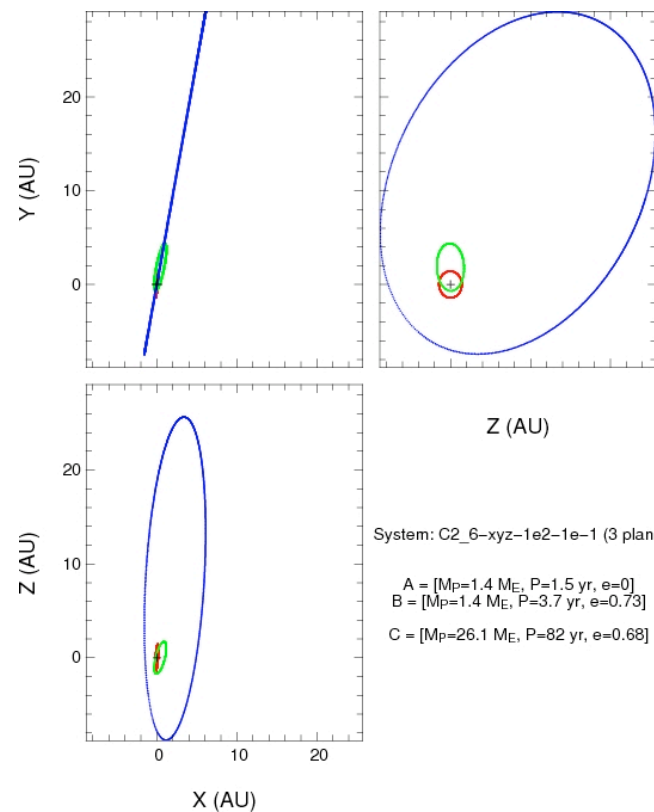 20
10
0
Y (AU)
20
10
0
Z (AU)
0
10
20
X (AU)
Z (AU)
System: C2_6-xyz-1e2-1e-1 (3 plan
A = [MP=1.4 ME, P=1.5 yr, e=0]
B = [MP=1.4 ME, P=3.7 yr, e=0.73]
C = [MP=26.1 ME, P=82 yr, e=0.68]